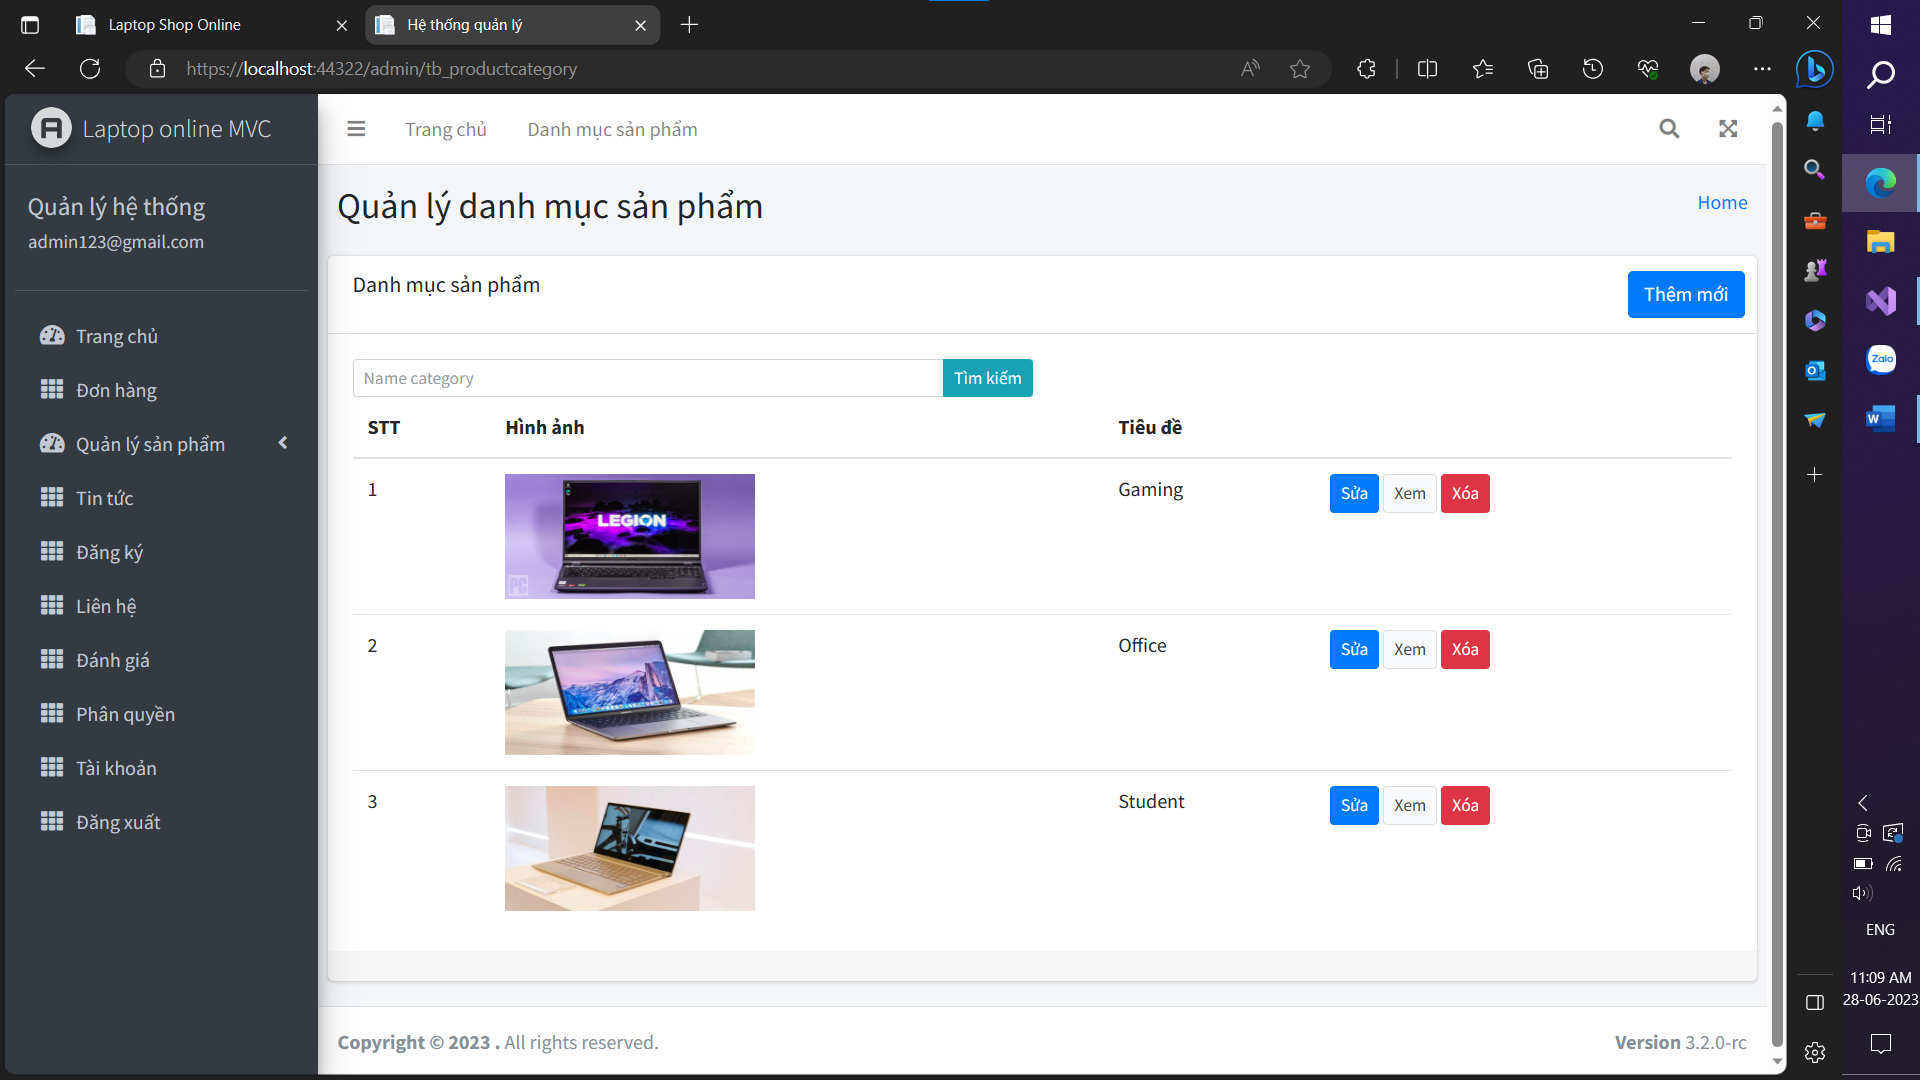 Laptop Shop Online
Hệ thống quản lý
https://localhost:44322/admin/tb_productcategory
Laptop online MVC
Trang chủ
Danh mục sản phẩm
Quản lý hệ thống
admin123@gmail.com
Trang chủ
Đơn hàng
Quản lý sản phẩm
Tin tức
Đăng ký
Liên hệ
Đánh giá
Phân quyền
Tài khoản
Đăng xuất
Quản lý danh mục sản phẩm
Home
Danh mục sản phẩm
Thêm mới
Name category
Tìm kiếm
STT Hình ảnh Tiêu đề
1 Gaming Sửa Xem Xóa
LEGION
PC
2 Office Sửa Xem Xóa
3 Student Sửa Xem Xóa
Copyright © 2023 . All rights reserved.
Version 3.2.0-rc
Zalo
ENG
11:09 AM
28-06-2023